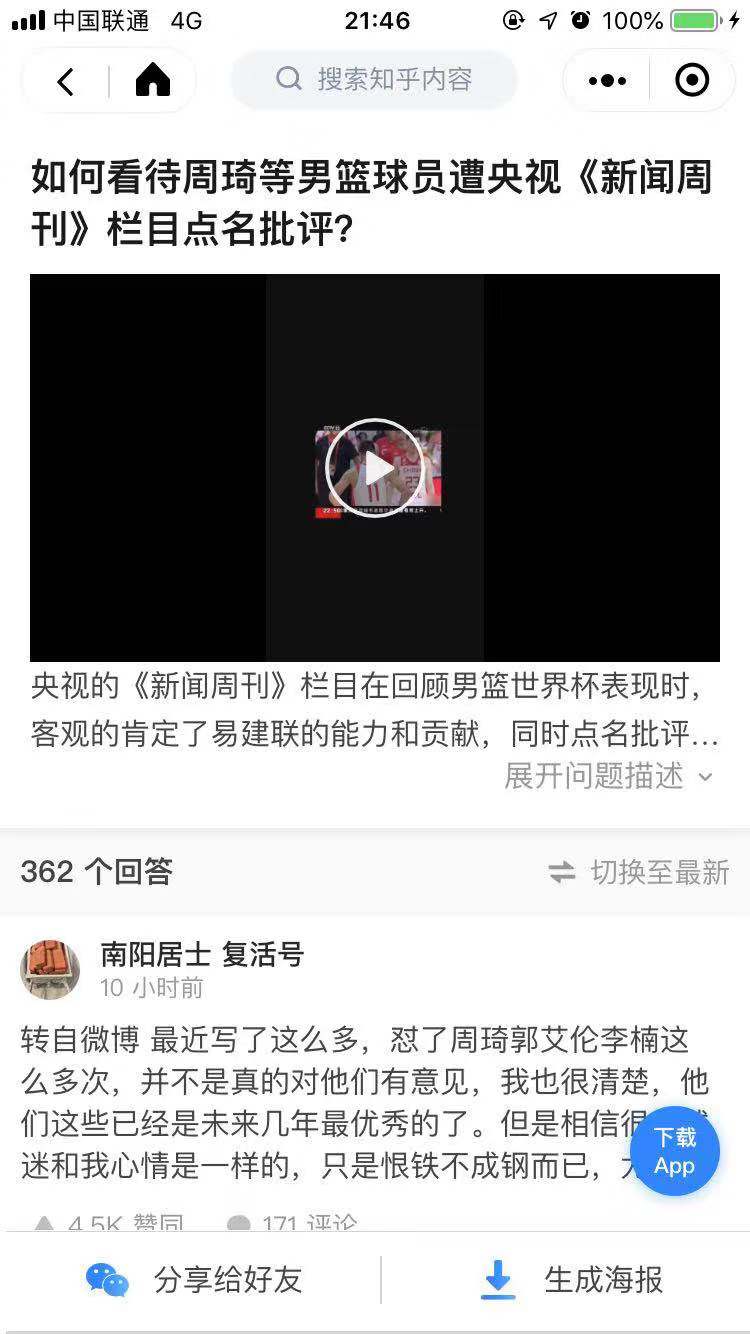 中国联通 4G 21:46 100%
搜索知乎内容
如何看待周琦等男篮球员遭央视《新闻周
刊》栏目点名批评?
11
23
央视的《新闻周刊》栏目在回顾男篮世界杯表现时，
客观的肯定了易建联的能力和贡献，同时点名批评...
展开问题描述
362 个回答 切换至最新
南阳居士 复活号
10 小时前
转自微博 最近写了这么多，怼了周琦郭艾伦李楠这
么多次，并不是真的对他们有意见，我也很清楚，他
们这些已经是未来几年最优秀的了。但是相信很
迷和我心情是一样的，只是恨铁不成钢而已，
下载
App
4.5K 赞同 171 评论
分享给好友 生成海报